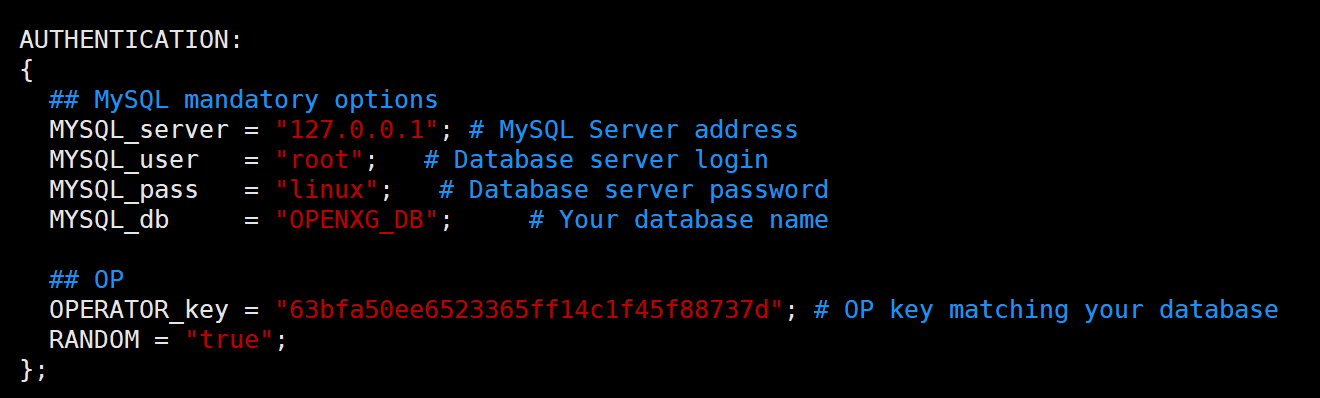 AUTHENTICATION:
{
  ## MySQL mandatory options
  MYSQL_server = "127.0.0.1"; # MySQL Server address
  MYSQL_user   = "root";   # Database server login
  MYSQL_pass   = "linux";   # Database server password
  MYSQL_db     = "OPENXG_DB";     # Your database name
  ## OP
  OPERATOR_key = "63bfa50ee6523365ff14c1f45f88737d"; # OP key matching your database
  RANDOM = "true";
};